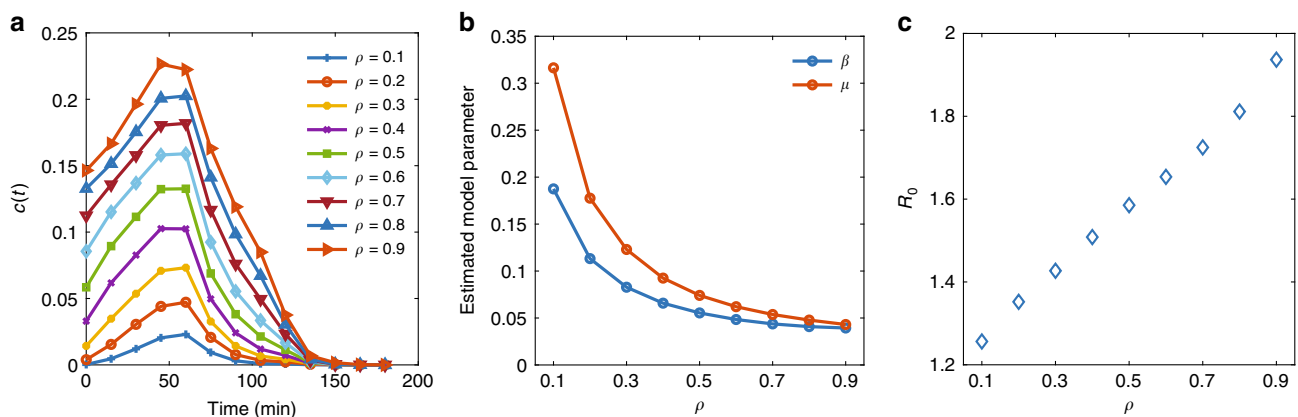 a
0.25
0.2
0.15
0.1
0.05
0
c(t)
0
50
100
150
200
Time (min)
ρ = 0.1
ρ = 0.2
ρ = 0.3
ρ = 0.4
ρ = 0.5
ρ = 0.6
ρ = 0.7
ρ = 0.8
ρ = 0.9
b
0.35
0.3
0.25
0.2
0.15
0.1
0.05
0
Estimated model parameter
0.1
0.3
0.5
0.7
0.9
ρ
β
μ
c
2
1.8
1.6
1.4
1.2
R0
0.1
0.3
0.5
0.7
0.9
ρ